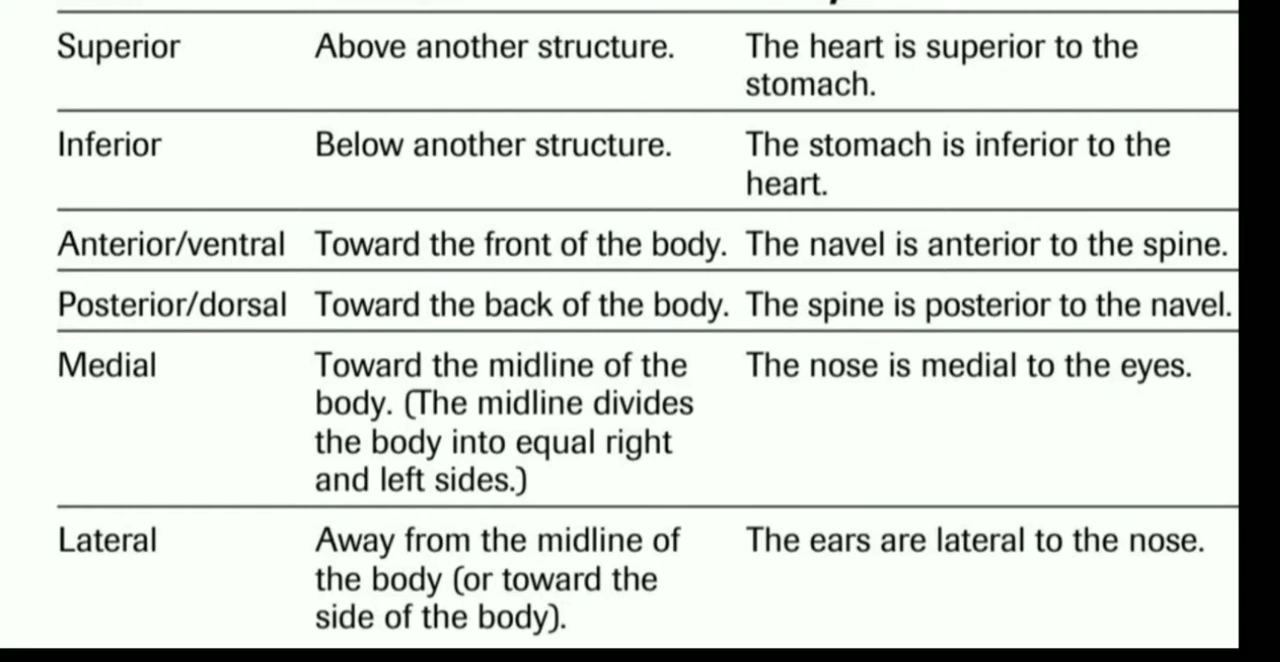 Superior Above another structure. The heart is superior to the
stomach.
Inferior Below another structure. The stomach is inferior to the
heart.
Anterior/ventral Toward the front of the body. The navel is anterior to the spine.
Posterior/dorsal Toward the back of the body. The spine is posterior to the navel.
Medial Toward the midline of the The nose is medial to the eyes.
body. (The midline divides
the body into equal right
and left sides.)
Lateral Away from the midline of The ears are lateral to the nose.
the body (or toward the
side of the body).